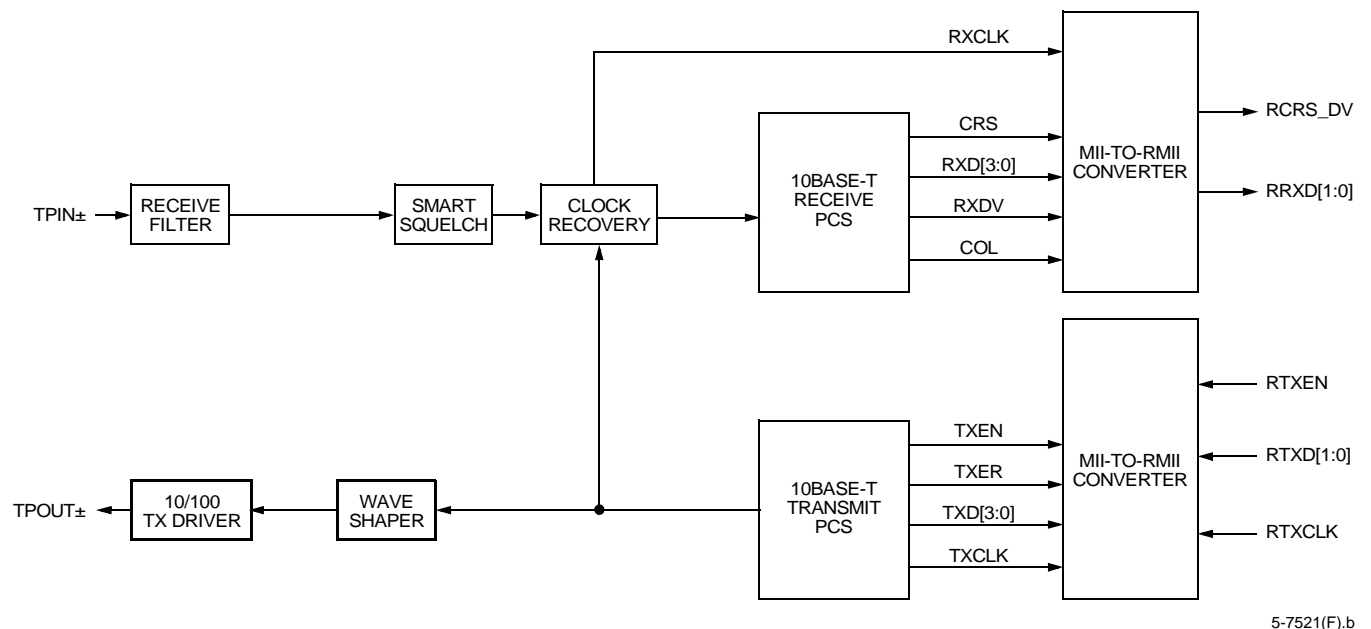 RXCLK
CRS
RXD[3:0]
RXDV
COL
MII-TO-RMII
CONVERTER
RCRS_DV
RRXD[1:0]
TPIN±
RECEIVE
FILTER
SMART
SQUELCH
CLOCK
RECOVERY
10BASE-T
RECEIVE
PCS
TPOUT±
10/100
TX DRIVER
WAVE
SHAPER
10BASE-T
TRANSMIT
PCS
TXEN
TXER
TXD[3:0]
TXCLK
MII-TO-RMII
CONVERTER
RTXEN
RTXD[1:0]
RTXCLK
5-7521(F).b